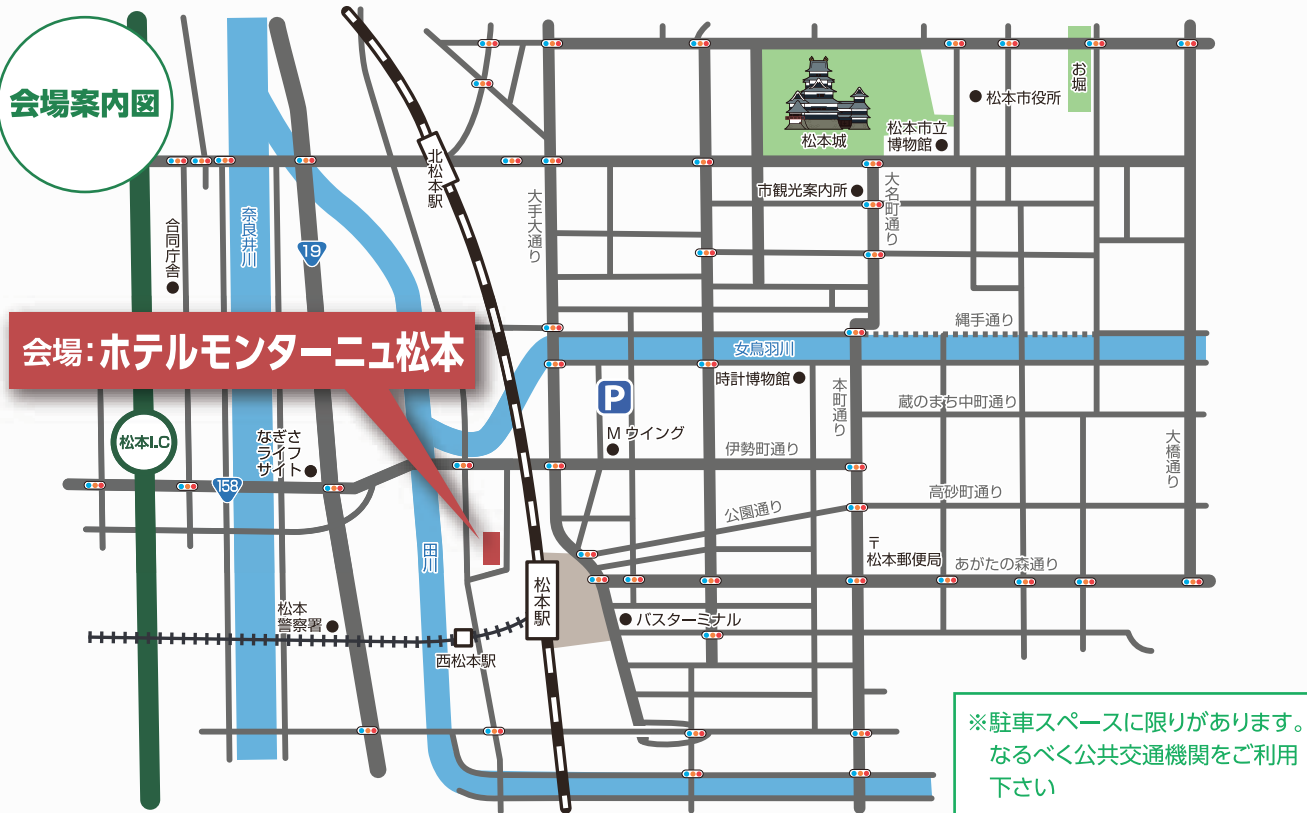 会場案内図
お堀
松本市役所
松本城
松本市立
博物館
北松本駅
大手大通り
市観光案内所
大名町通り
合同庁舎
奈良井川
19
縄手通り
会場:ホテルモンターニュ松本
女鳥羽川
時計博物館
P
本町通り
蔵のまち中町通り
松本I.C
なぎさ
ライフ
サイト
Mウイング
伊勢町通り
大橋通り
158
公園通り
高砂町通り
田川
〒
松本郵便局
あがたの森通り
松本駅
松本
警察署
バスターミナル
西松本駅
※駐車スペースに限りがあります。
なるべく公共交通機関をご利用
下さい